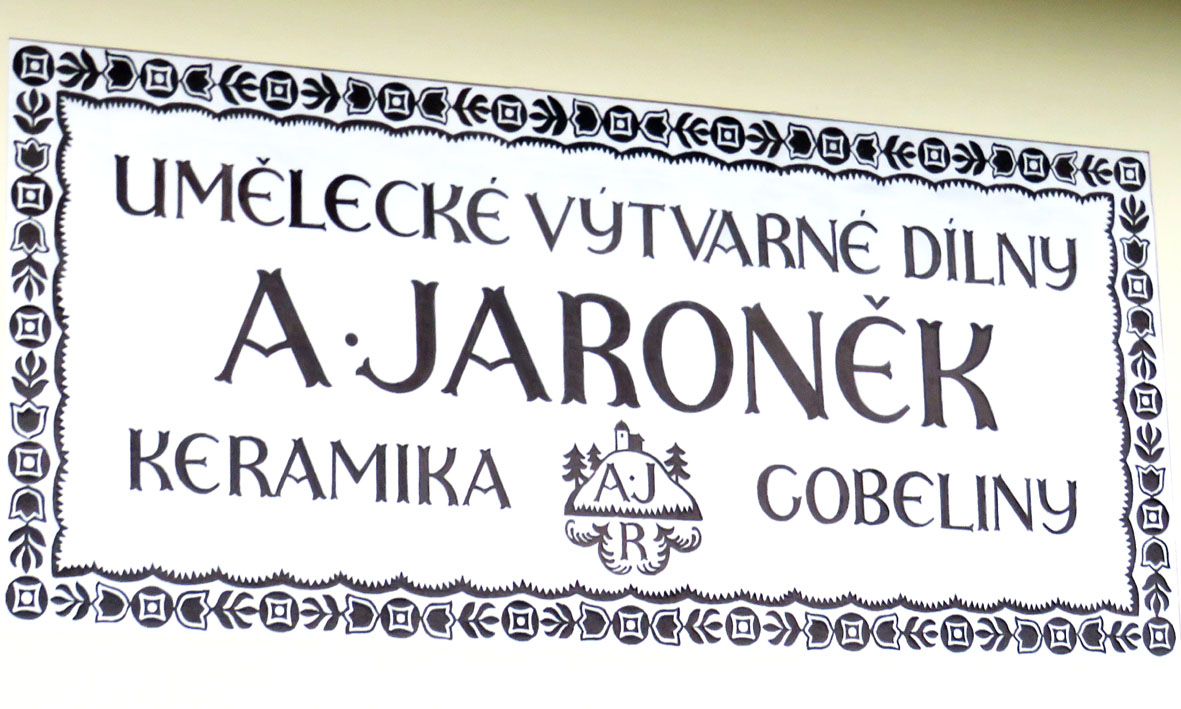 UMĚLECKÉ VÝTVARNÉ DÍLNY
A·JARONĚK
KERAMIKA GOBELINY
A·J
R